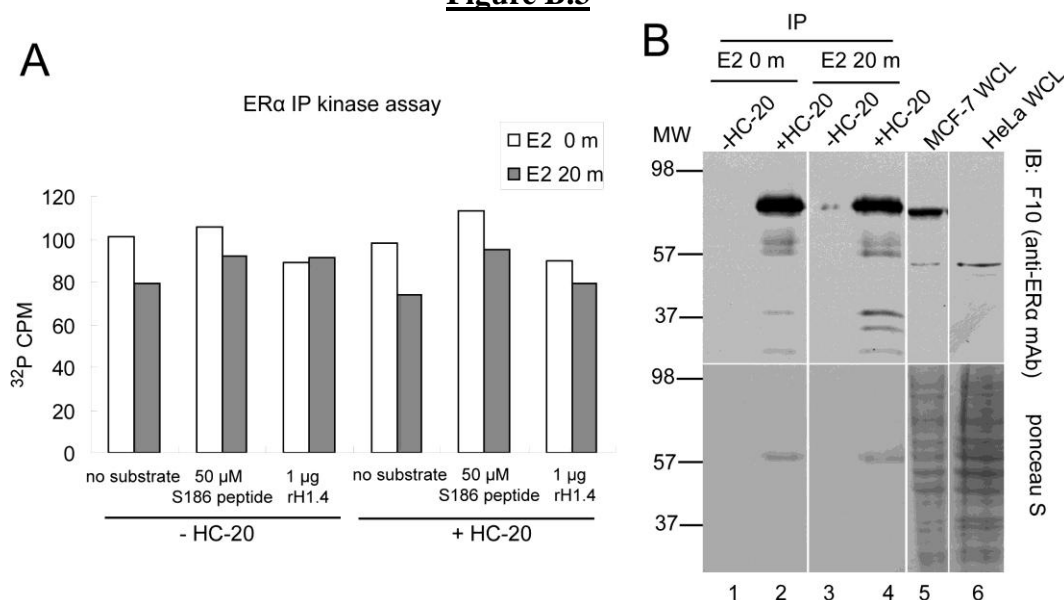 Figure B.3
A
ERα IP kinase assay
E2 0 m
E2 20 m
120
100
80
60
40
20
0
32P CPM
no substrate
50 µM
S186 peptide
1 µg
rH1.4
no substrate
50 µM
S186 peptide
1 µg
rH1.4
- HC-20
+ HC-20
B
IP
E2 0 m
E2 20 m
-HC-20
+HC-20
-HC-20
+HC-20
MCF-7 WCL
HeLa WCL
MW
98
57
37
98
57
37
IB: F10 (anti-ERα mAb)
ponceau S
1 2 3 4 5 6